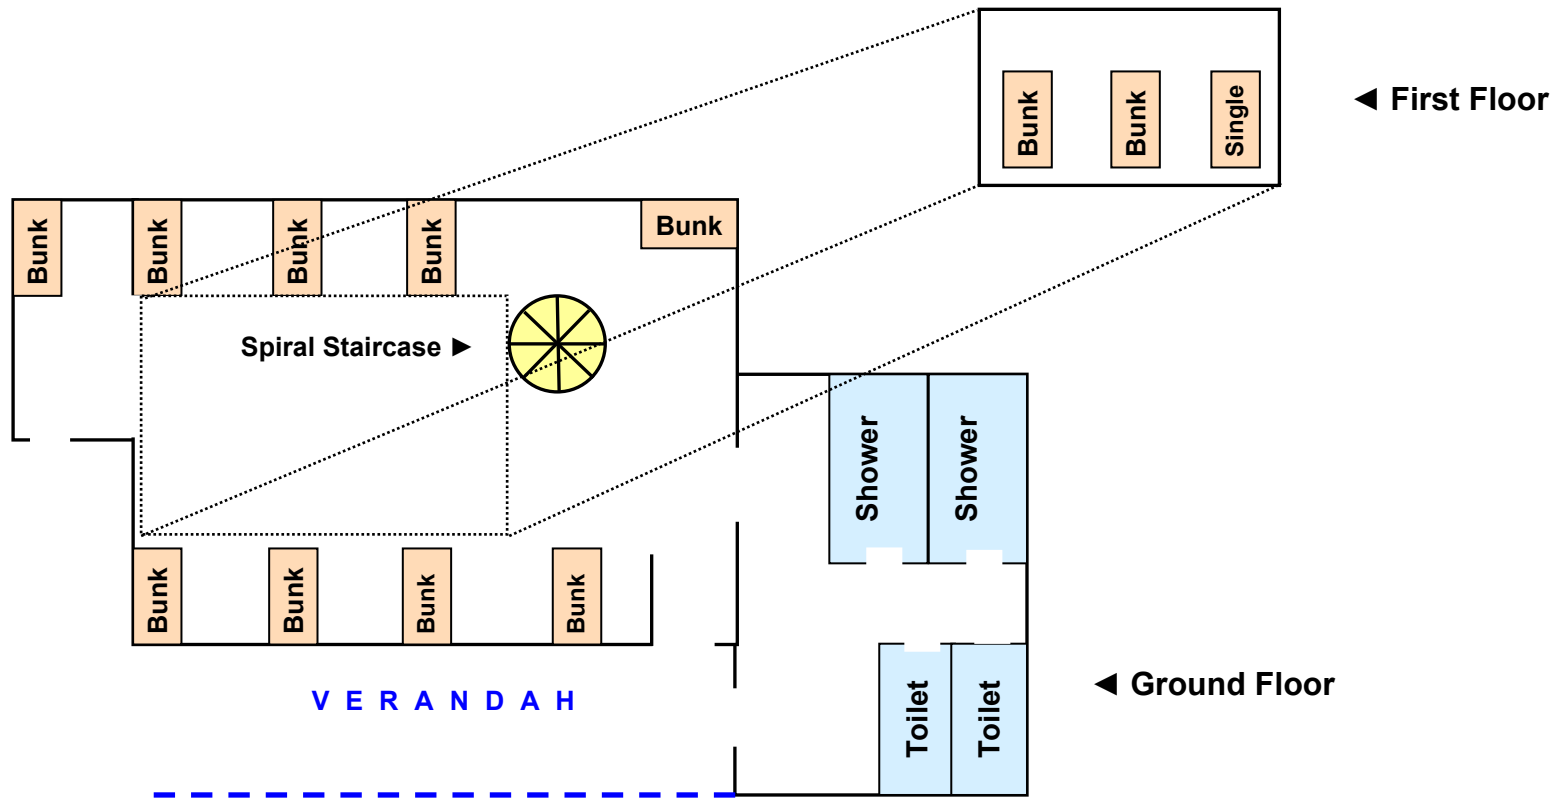 Bunk
Bunk
Single
◄ First Floor
Bunk
Bunk
Bunk
Bunk
Bunk
Spiral Staircase ►
Shower
Shower
Bunk
Bunk
Bunk
Bunk
VERANDAH
Toilet
Toilet
◄ Ground Floor